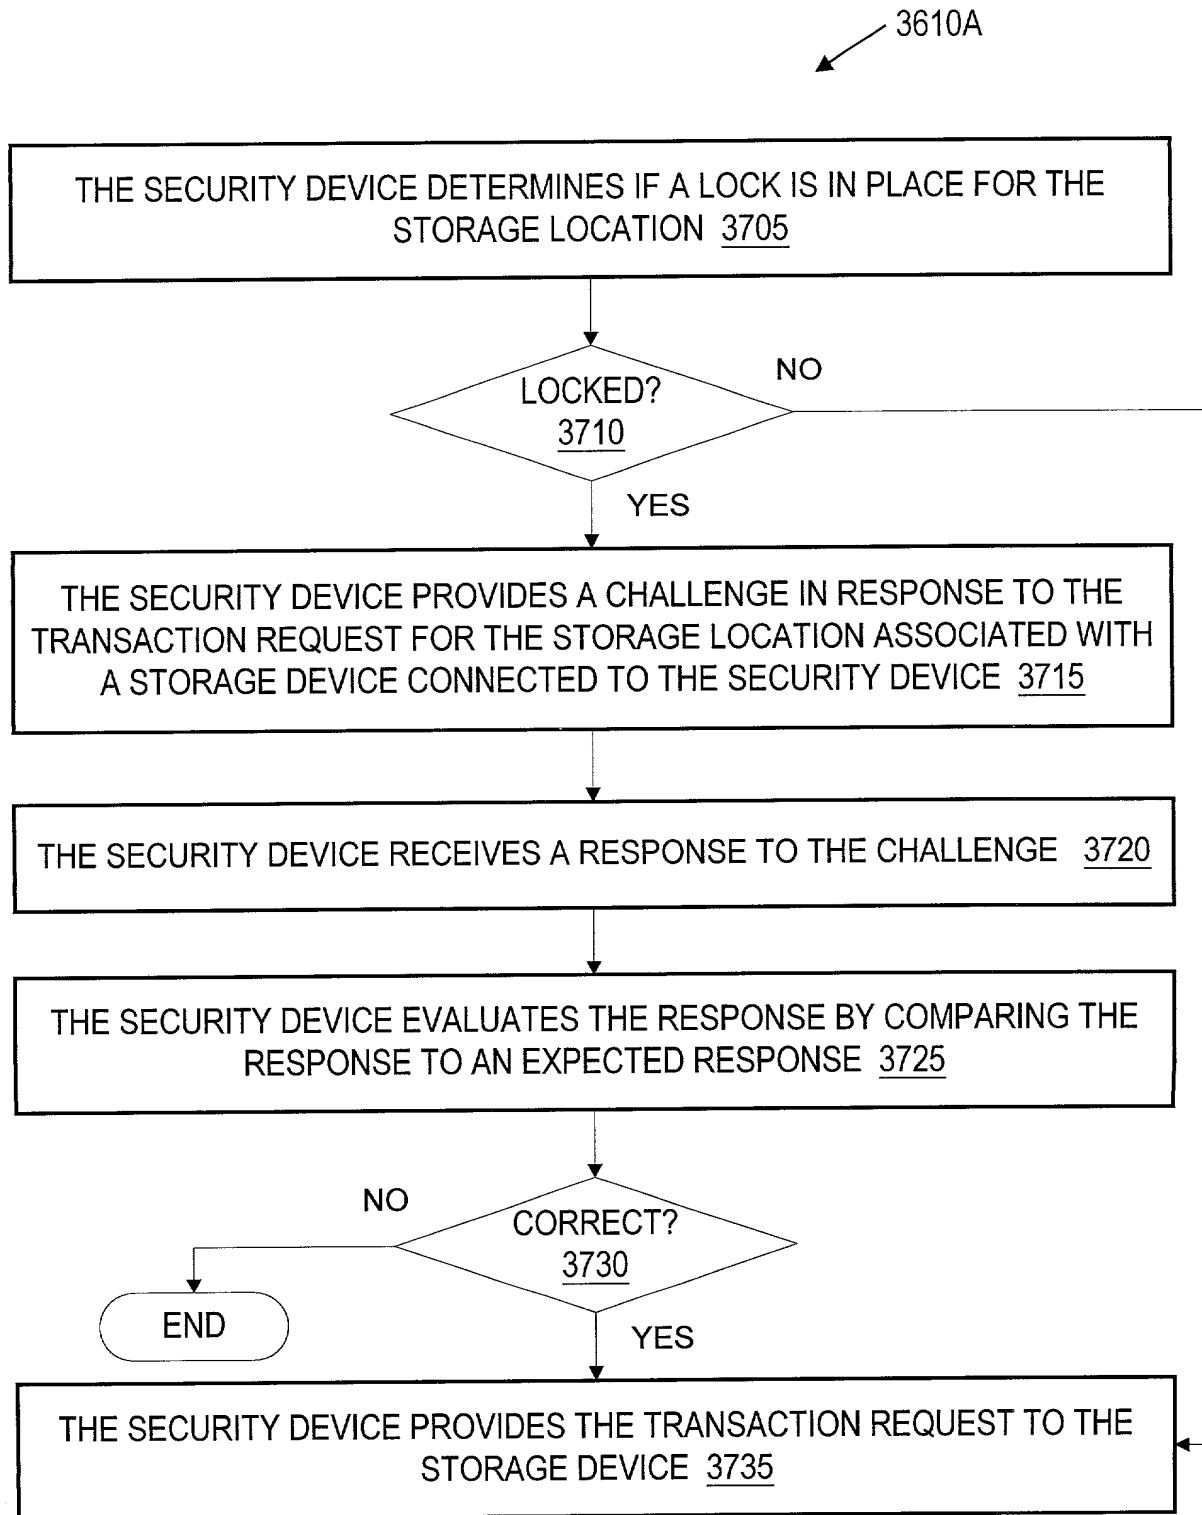 3610A
THE SECURITY DEVICE DETERMINES IF A LOCK IS IN PLACE FOR THE
STORAGE LOCATION 3705
LOCKED?
3710
NO
YES
THE SECURITY DEVICE PROVIDES A CHALLENGE IN RESPONSE TO THE
TRANSACTION REQUEST FOR THE STORAGE LOCATION ASSOCIATED WITH
A STORAGE DEVICE CONNECTED TO THE SECURITY DEVICE 3715
THE SECURITY DEVICE RECEIVES A RESPONSE TO THE CHALLENGE 3720
THE SECURITY DEVICE EVALUATES THE RESPONSE BY COMPARING THE
RESPONSE TO AN EXPECTED RESPONSE 3725
NO
CORRECT?
3730
END
YES
THE SECURITY DEVICE PROVIDES THE TRANSACTION REQUEST TO THE
STORAGE DEVICE 3735